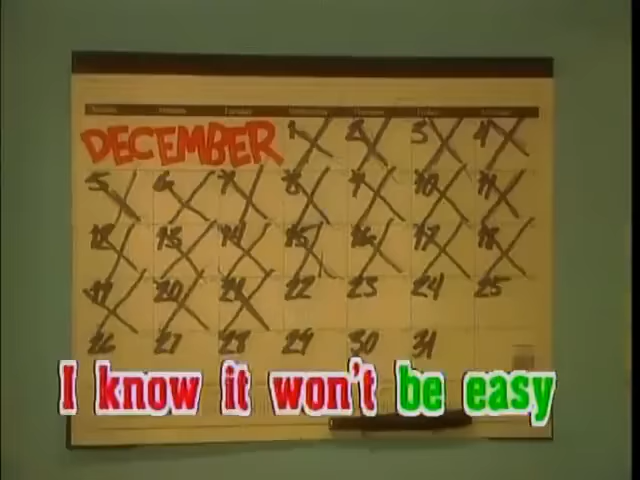 DECEMBER 1 2 3 4
5 6 7 8 9 10 11
12 13 14 15 16 17 18
19 20 21 22 23 24 25
26 27 28 29 30 31
I know it won't be easy